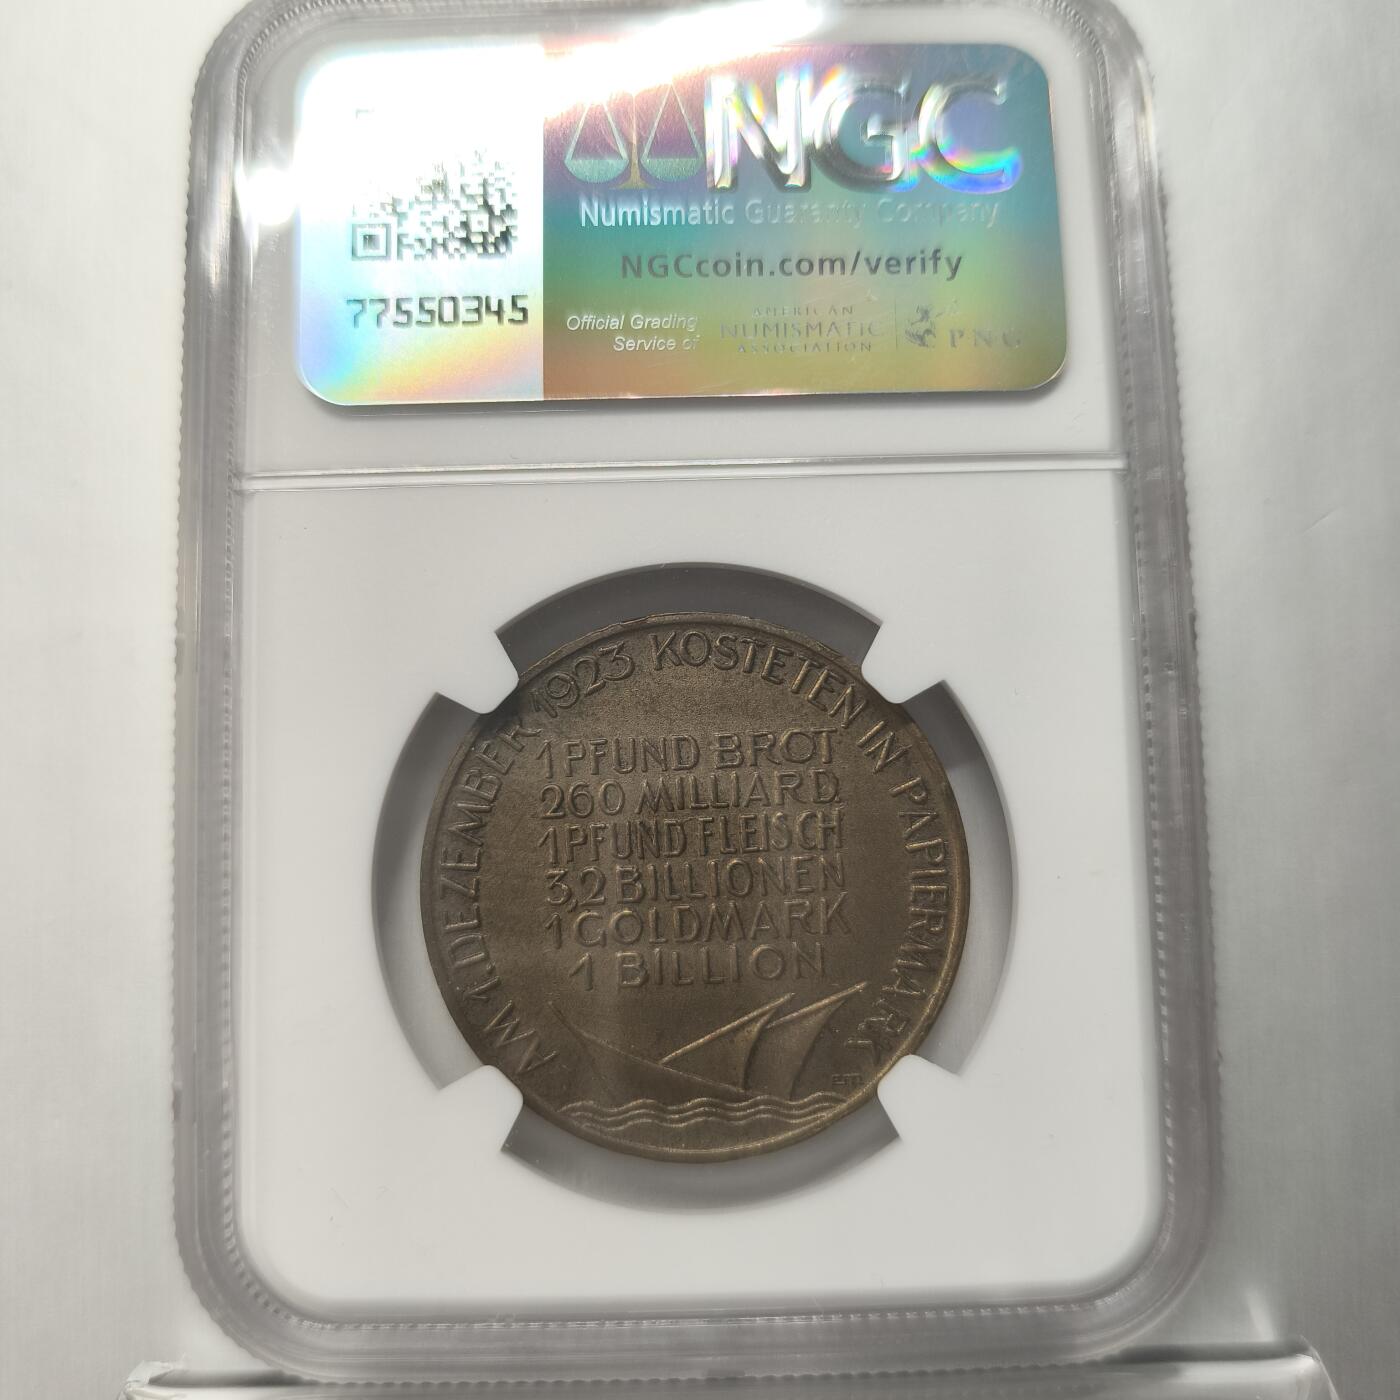 NGC
Numismatic Guaranty Company
NGCcoin.com/verify
77550345
Official Grading
Service of
AMERICAN
NUMISMATIC
ASSOCIATION
PNG
AM 1. DEZEMBER 1923 KOSTETEN IN PAPIERMARK
1 PFUND BROT
260 MILLIARD.
1 PFUND FLEISCH
3,2 BILLIONEN
1 GOLDMARK
1 BILLION